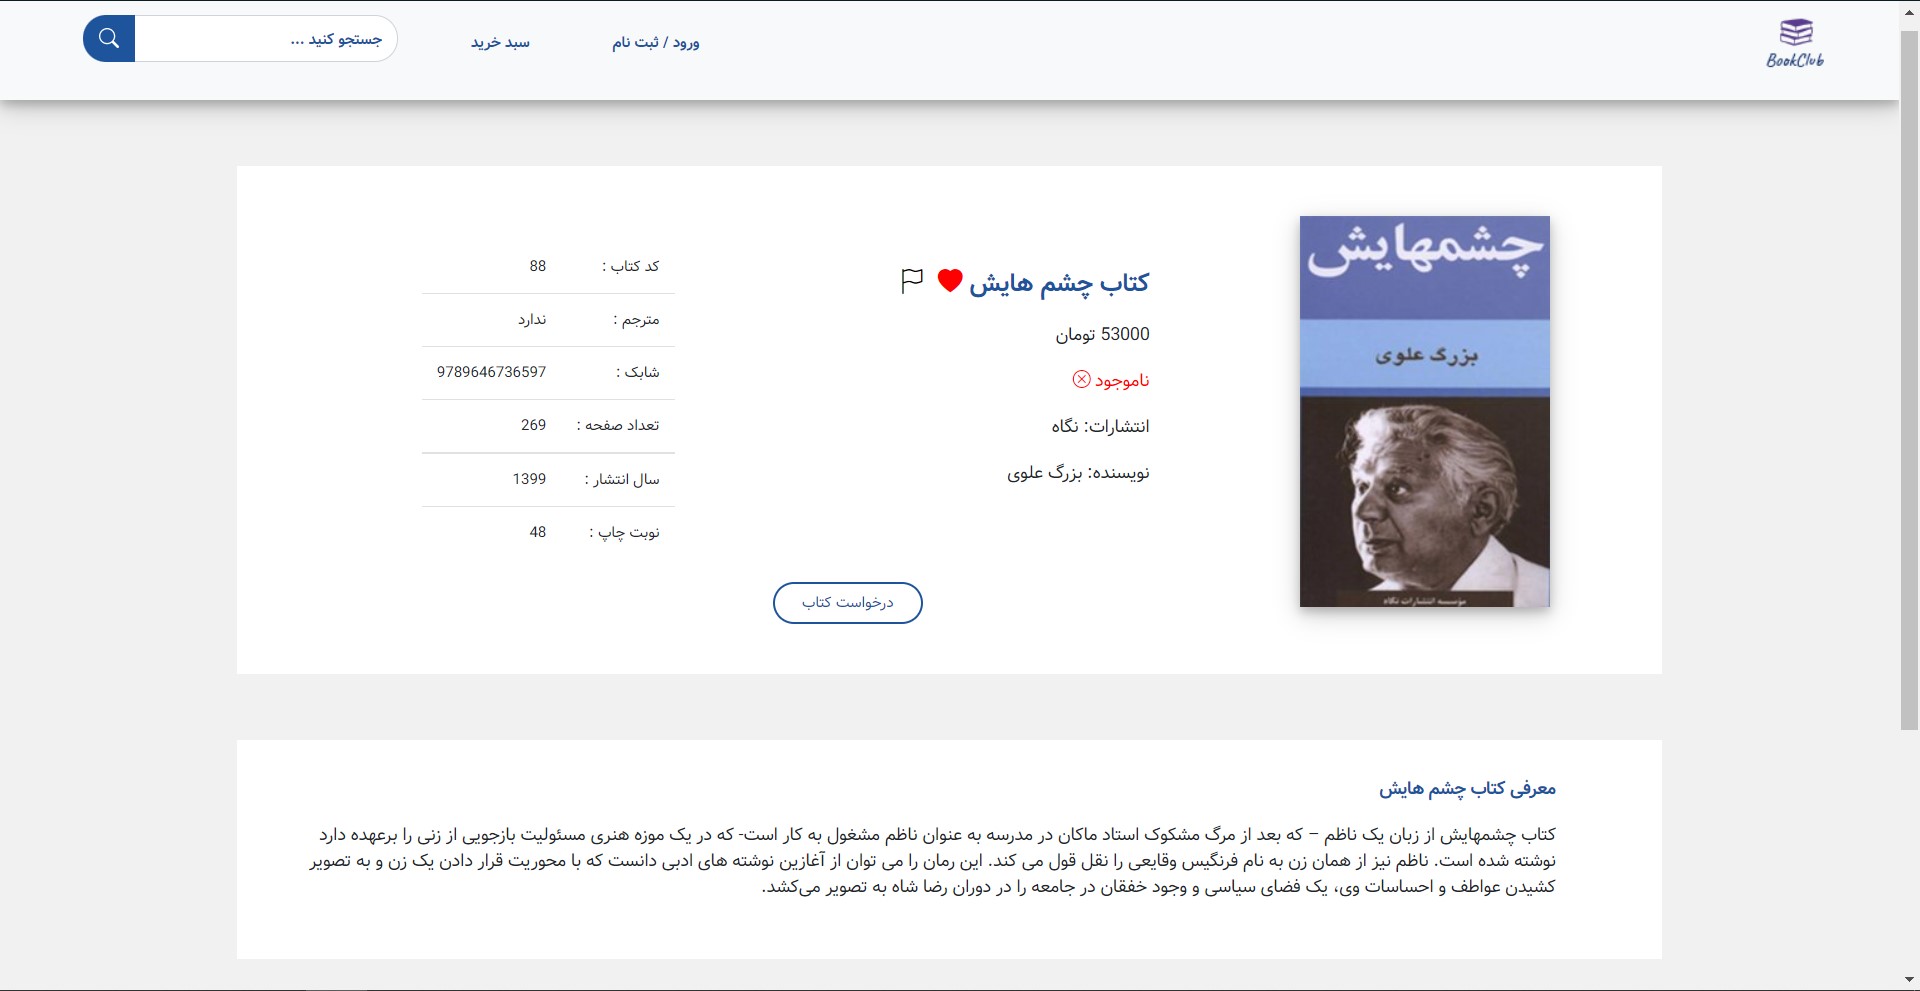 BookClub
ورود / ثبت نام
سبد خرید
جستجو کنید ...
چشمهایش
بزرگ علوی
موسسه انتشارات نگاه
کتاب چشم هایش
53000 تومان
ناموجود
انتشارات: نگاه
نویسنده: بزرگ علوی
کد کتاب : 88
مترجم : ندارد
شابک : 9789646736597
تعداد صفحه : 269
سال انتشار : 1399
نوبت چاپ : 48
درخواست کتاب
معرفی کتاب چشم هایش
کتاب چشمهایش از زبان یک ناظم – که بعد از مرگ مشکوک استاد ماکان در مدرسه به عنوان ناظم مشغول به کار است- که در یک موزه هنری مسئولیت بازجویی از زنی را برعهده دارد
نوشته شده است. ناظم نیز از همان زن به نام فرنگیس وقایعی را نقل قول می کند. این رمان را می توان از آغازین نوشته های ادبی دانست که با محوریت قرار دادن یک زن و به تصویر
کشیدن عواطف و احساسات وی، یک فضای سیاسی و وجود خفقان در جامعه را در دوران رضا شاه به تصویر می‌کشد.